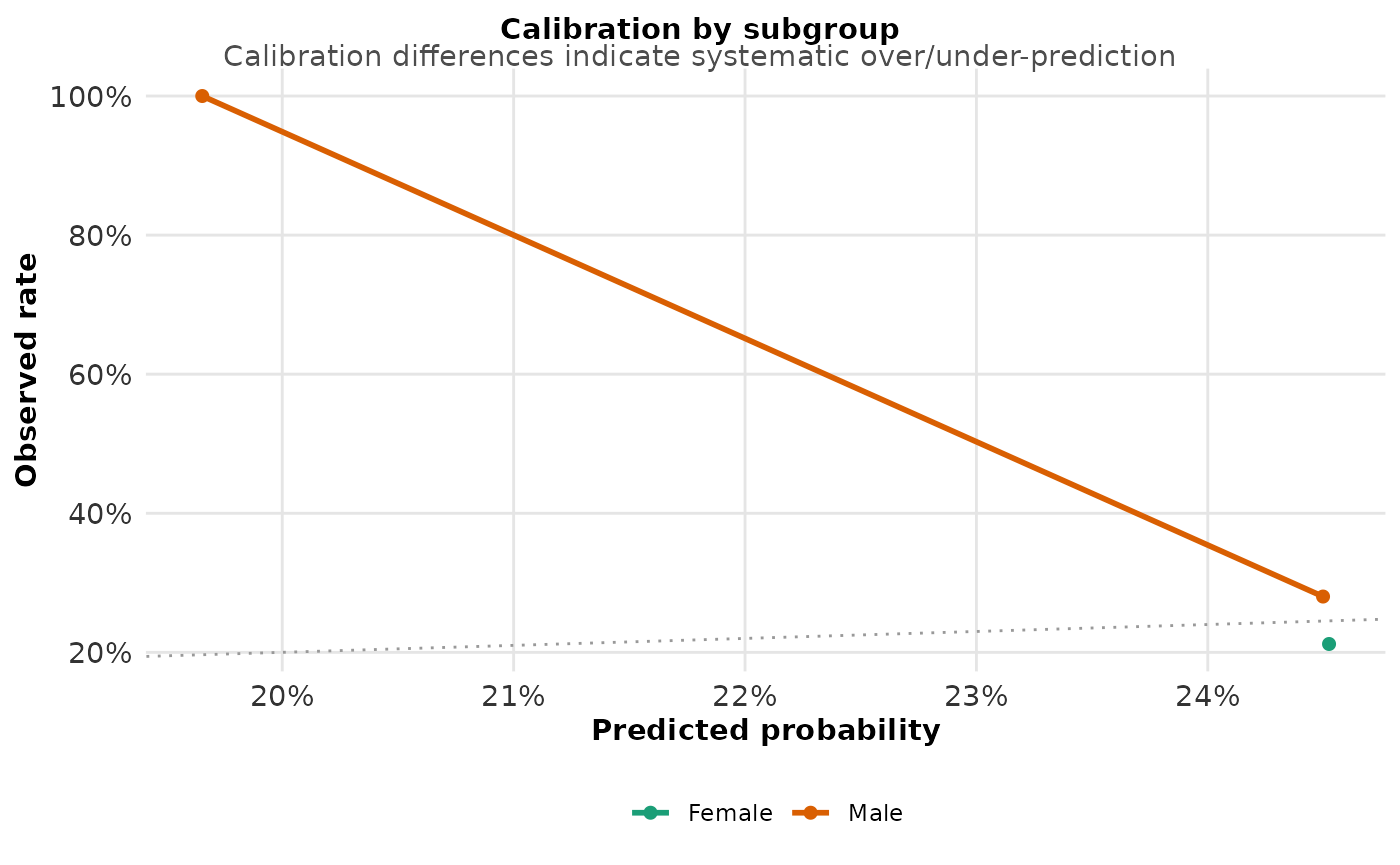 Calibration by subgroup
Calibration differences indicate systematic over/under-prediction
100%
80%
60%
40%
20%
Observed rate
20% 21% 22% 23% 24%
Predicted probability
Female Male